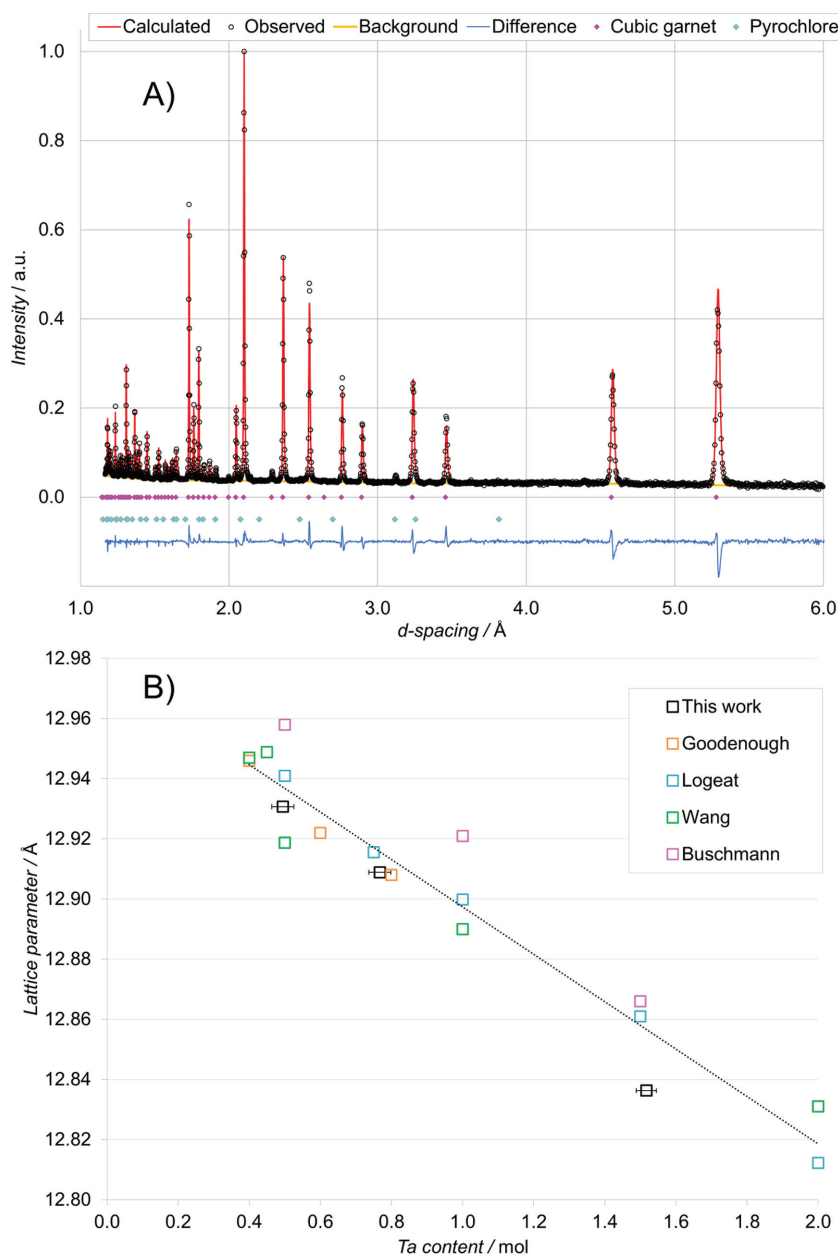 Calculated Observed Background Difference Cubic garnet Pyrochlore
A)
1.0
0.8
0.6
0.4
0.2
0.0
Intensity / a.u.
1.0 2.0 3.0 4.0 5.0 6.0
d-spacing / Å
B)
12.98
12.96
12.94
12.92
12.90
12.88
12.86
12.84
12.82
12.80
Lattice parameter / Å
This work
Goodenough
Logeat
Wang
Buschmann
0.0 0.2 0.4 0.6 0.8 1.0 1.2 1.4 1.6 1.8 2.0
Ta content / mol